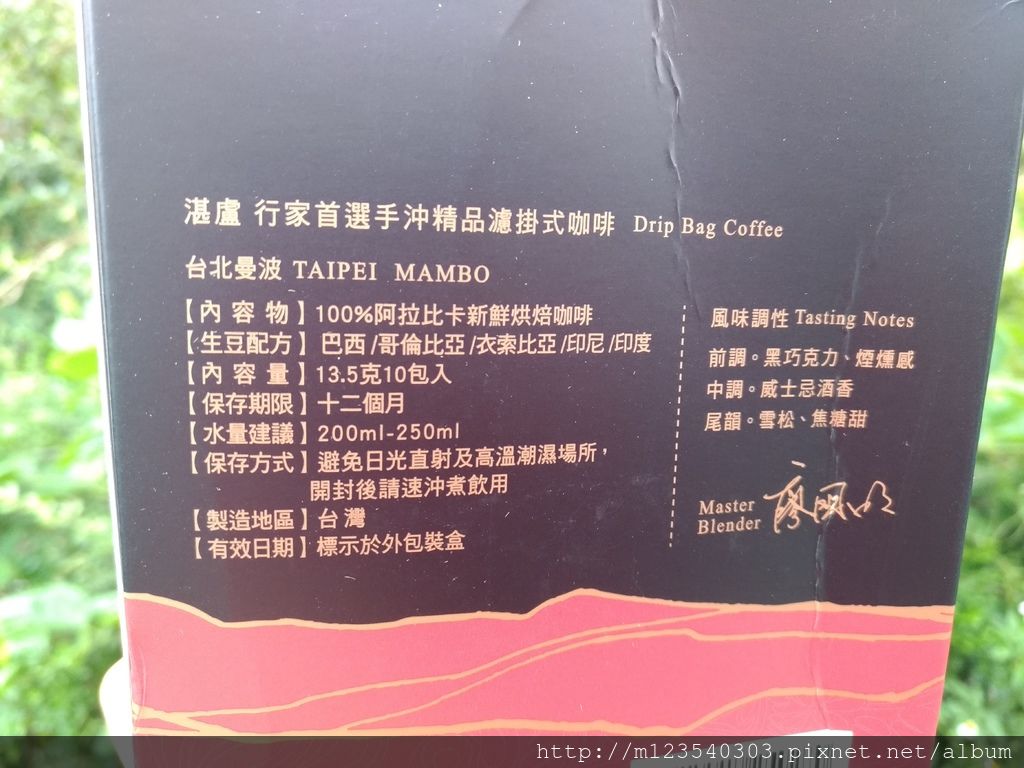 湛盧 行家首選手沖精品濾掛式咖啡 Drip Bag Coffee
台北曼波 TAIPEI MAMBO
【內容物】100%阿拉比卡新鮮烘焙咖啡
【生豆配方】巴西/哥倫比亞/衣索比亞/印尼/印度
【內容量】13.5克10包入
【保存期限】十二個月
【水量建議】200ml-250ml
【保存方式】避免日光直射及高溫潮濕場所，
開封後請速沖煮飲用
【製造地區】台灣
【有效日期】標示於外包裝盒
風味調性 Tasting Notes
前調。黑巧克力、煙燻感
中調。威士忌酒香
尾韻。雪松、焦糖甜
Master
Blender
http://m123540303.pixnet.net/album